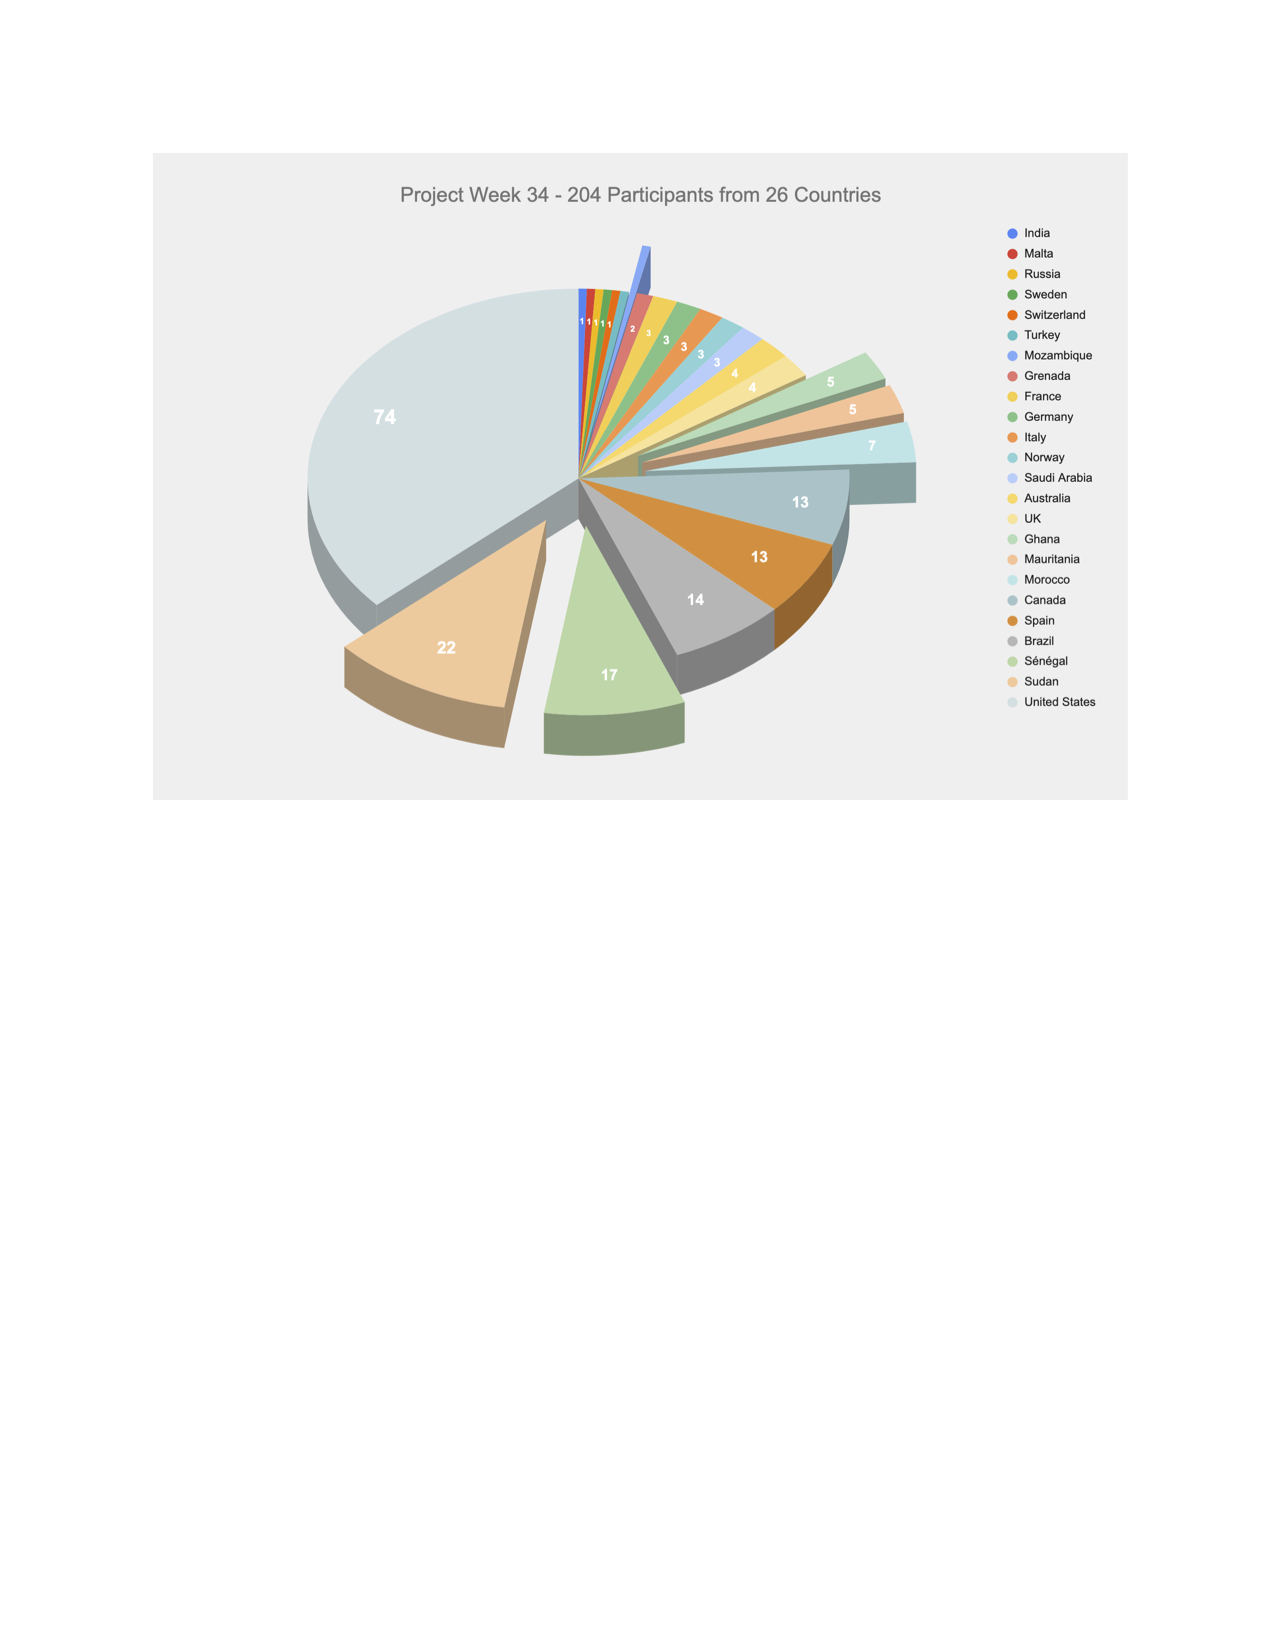 Project Week 34 - 204 Participants from 26 Countries
India
Malta
Russia
Sweden
Switzerland
Turkey
Mozambique
Grenada
France
Germany
Italy
Norway
Saudi Arabia
Australia
UK
Ghana
Mauritania
Morocco
Canada
Spain
Brazil
Sénégal
Sudan
United States
1
1
1
1
1
2
3
3
3
3
3
4
4
5
5
7
13
13
14
17
22
74